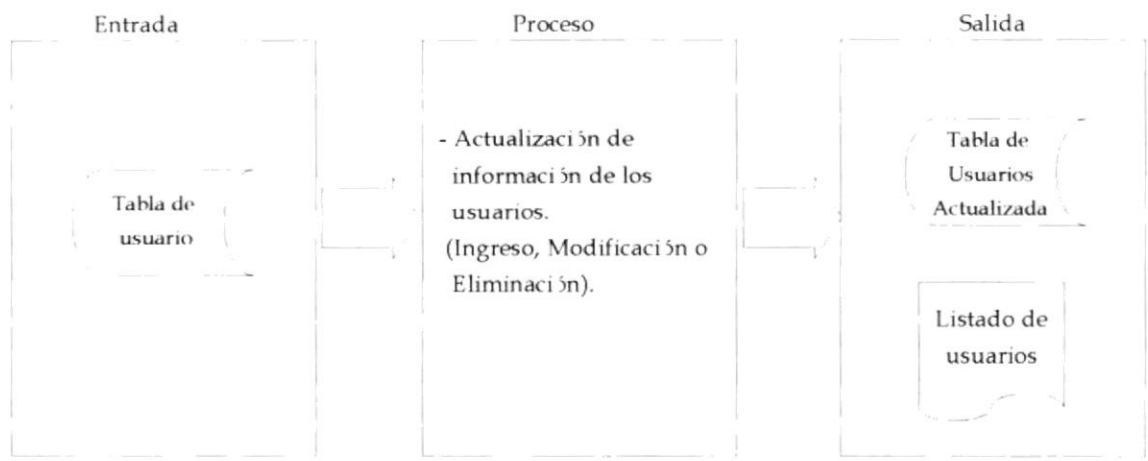 Entrada
Proceso
Salida
Tabla de
usuario
- Actualización de
información de los
usuarios.
(Ingreso, Modificación o
Eliminación).
Tabla de
Usuarios
Actualizada
Listado de
usuarios